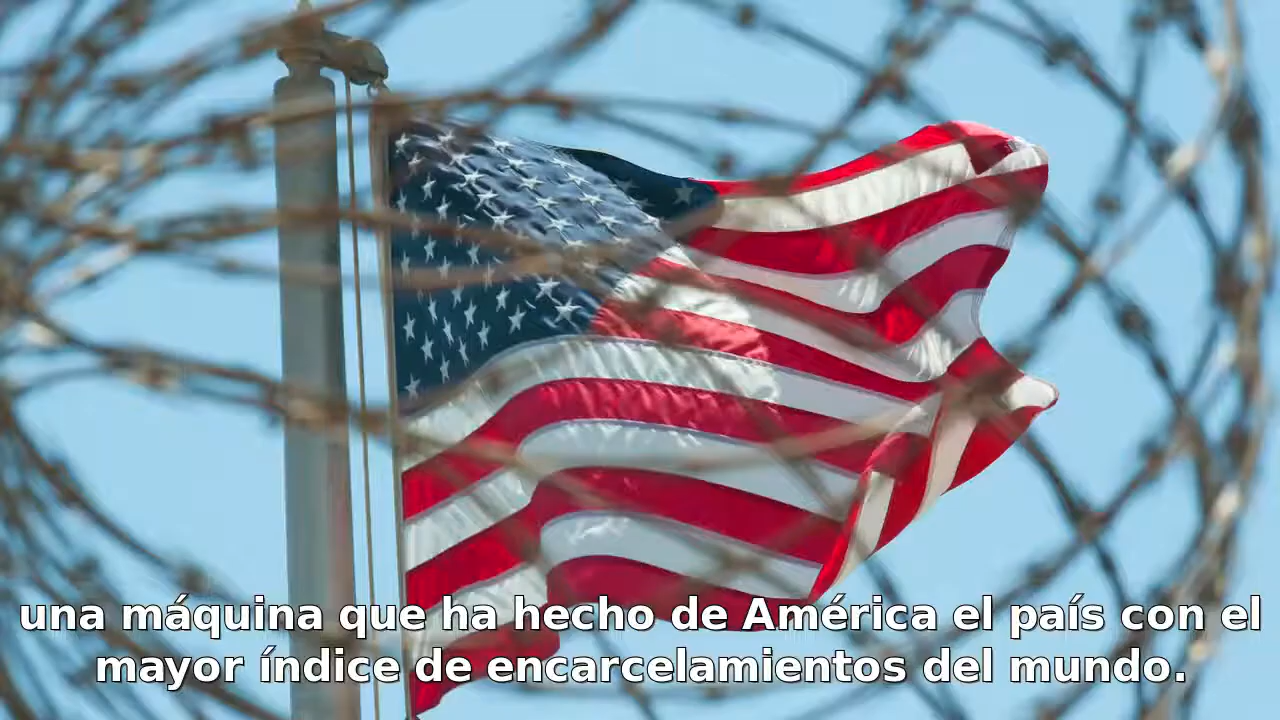 una máquina que ha hecho de América el país con el
mayor índice de encarcelamientos del mundo.